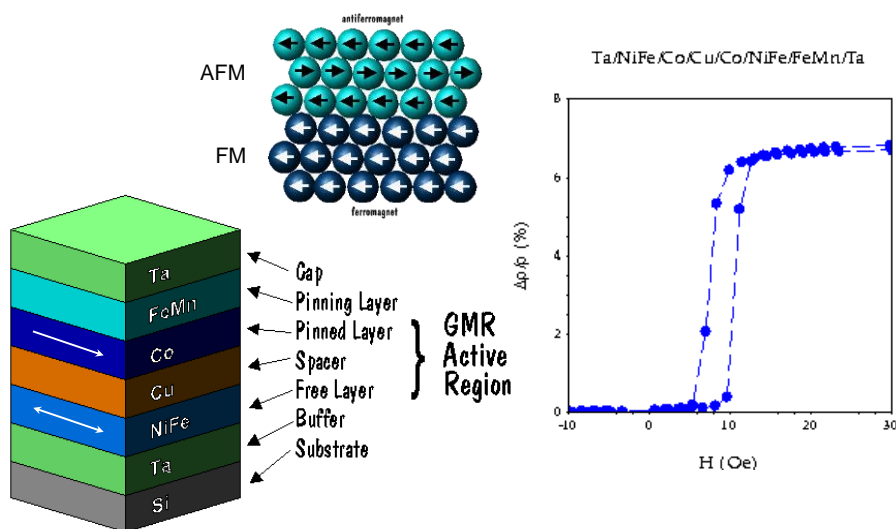 antiferromagnet
AFM
FM
ferromagnet
Ta
FeMn
Co
Cu
NiFe
Ta
Si
Cap
Pinning Layer
Pinned Layer
Spacer
Free Layer
Buffer
Substrate
GMR
Active
Region
Ta/NiFe/Co/Cu/Co/NiFe/FeMn/Ta
8
6
4
2
0
Δρ/ρ (%)
-10
0
10
20
30
H (Oe)